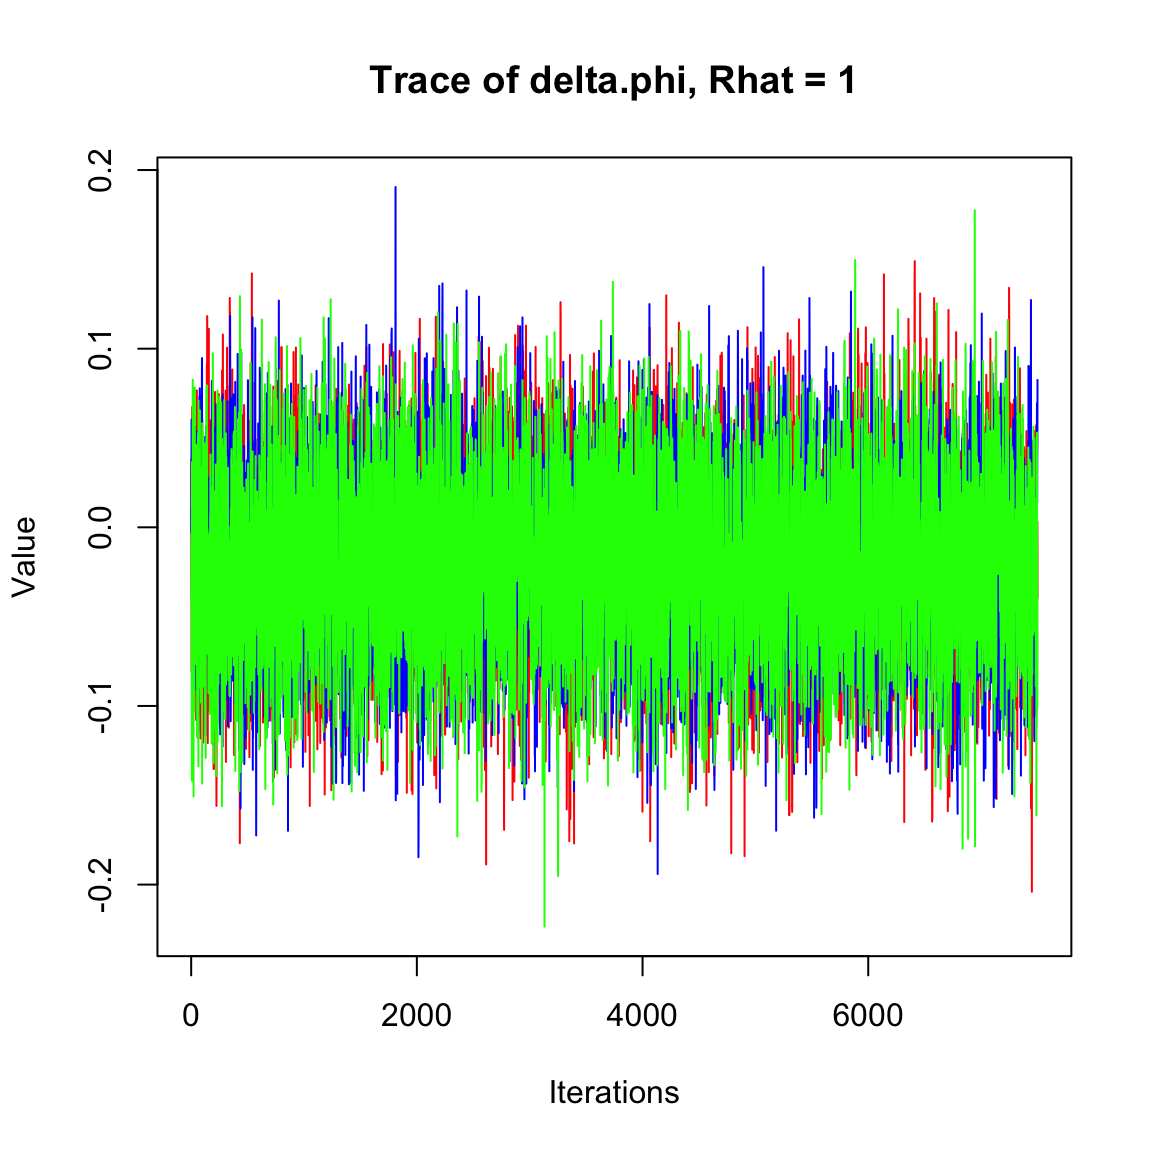 Trace of delta.phi, Rhat = 1
Value
0.2
0.1
0.0
-0.1
-0.2
0 2000 4000 6000
Iterations